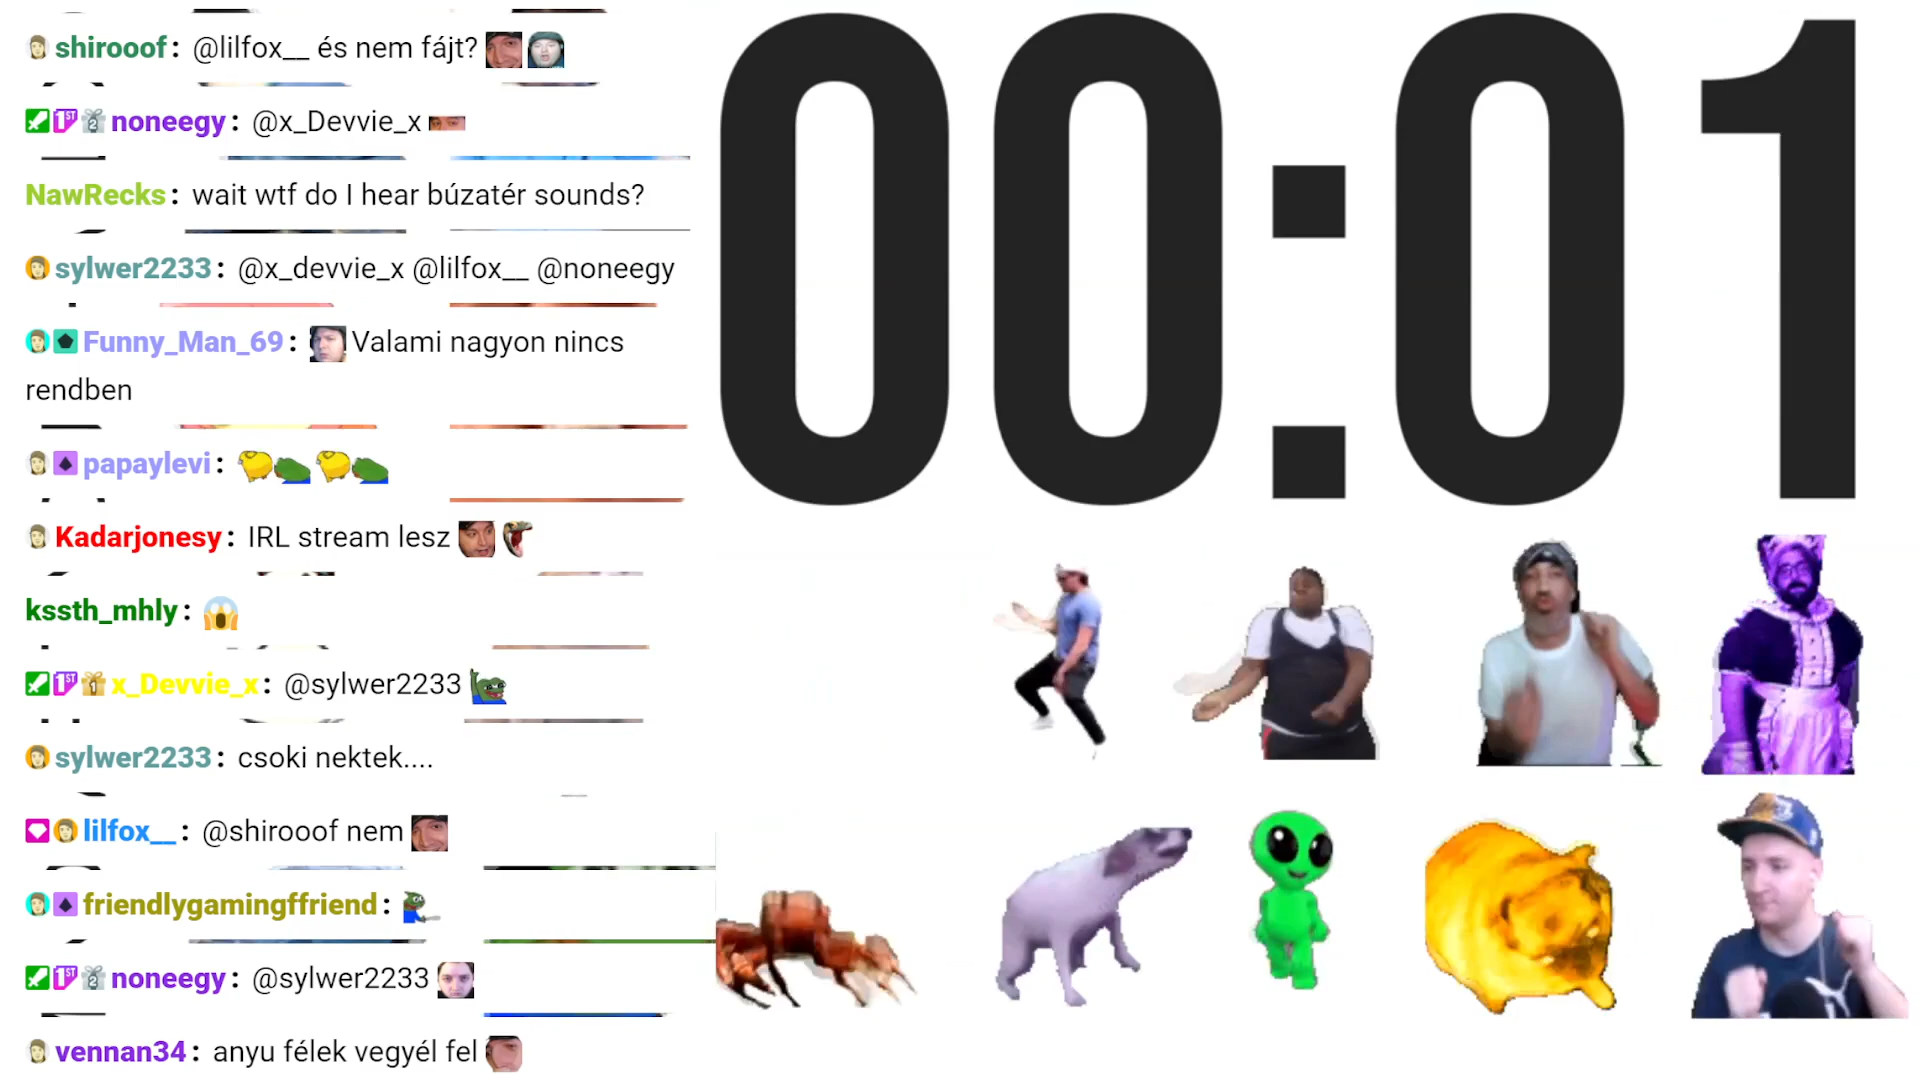 shirooof: @lilfox__ és nem fájt?
noneegy: @x_Devvie_x
NawRecks: wait wtf do I hear búzatér sounds?
sylwer2233: @x_devvie_x @lilfox__ @noneegy
Funny_Man_69: Valami nagyon nincs
rendben
papaylevi:
Kadarjonesy: IRL stream lesz
kssth_mhly:
x_Devvie_x: @sylwer2233
sylwer2233: csoki nektek....
lilfox__: @shirooof nem
friendlygamingffriend:
noneegy: @sylwer2233
vennan34: anyu félek vegyél fel
00:01